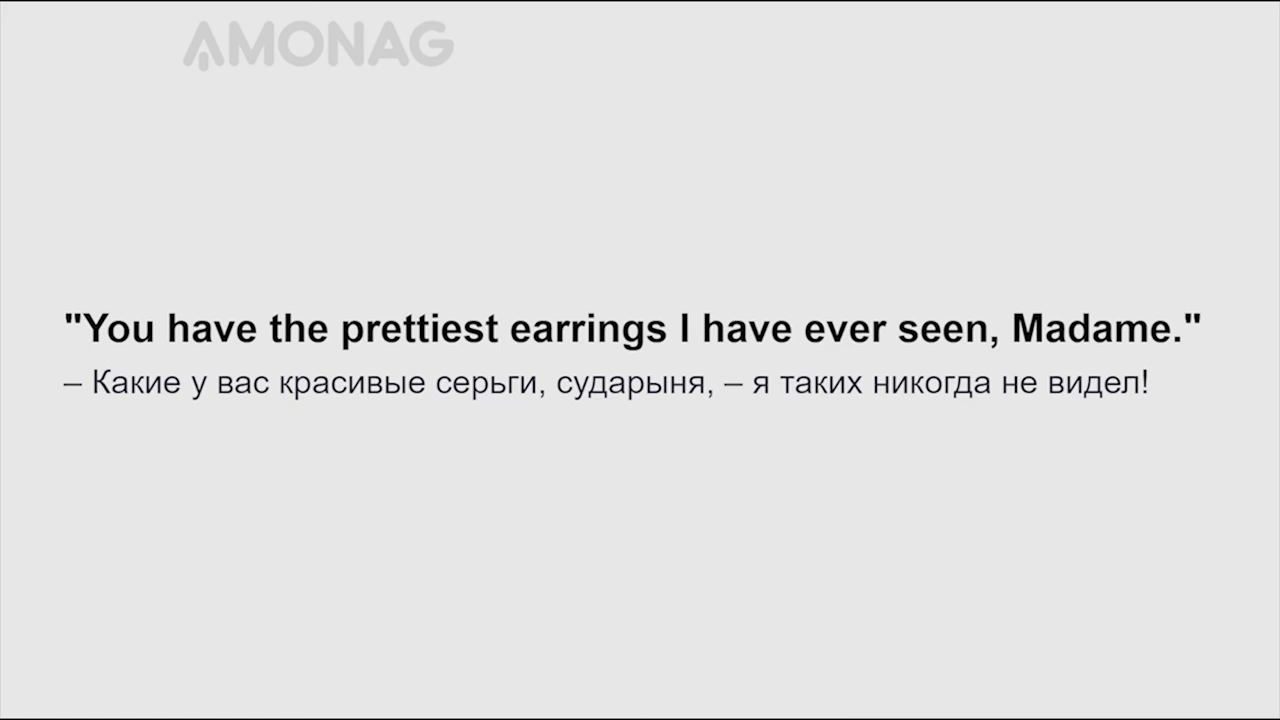 AMONAG
"You have the prettiest earrings I have ever seen, Madame."
– Какие у вас красивые серьги, сударыня, – я таких никогда не видел!